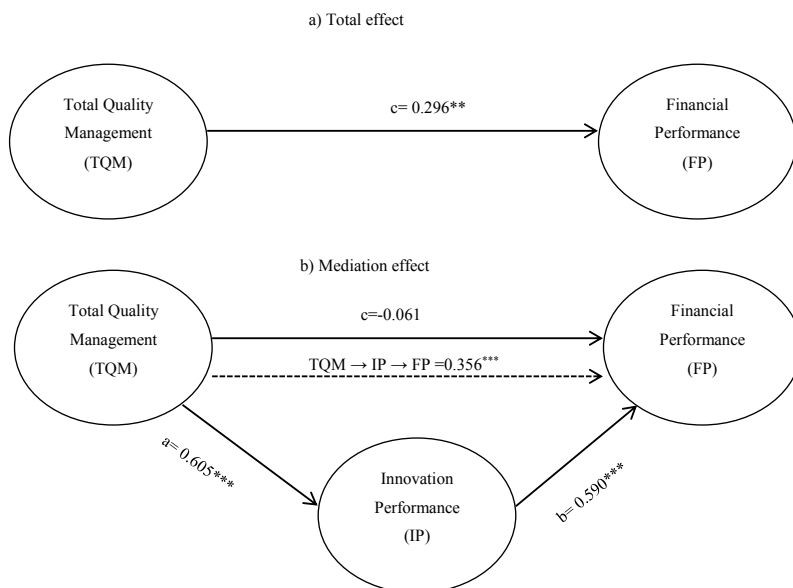 a) Total effect
Total Quality
Management
(TQM)
c= 0.296**
Financial
Performance
(FP)
b) Mediation effect
Total Quality
Management
(TQM)
c=-0.061
TQM → IP → FP =0.356***
Financial
Performance
(FP)
a= 0.605***
Innovation
Performance
(IP)
b= 0.590***